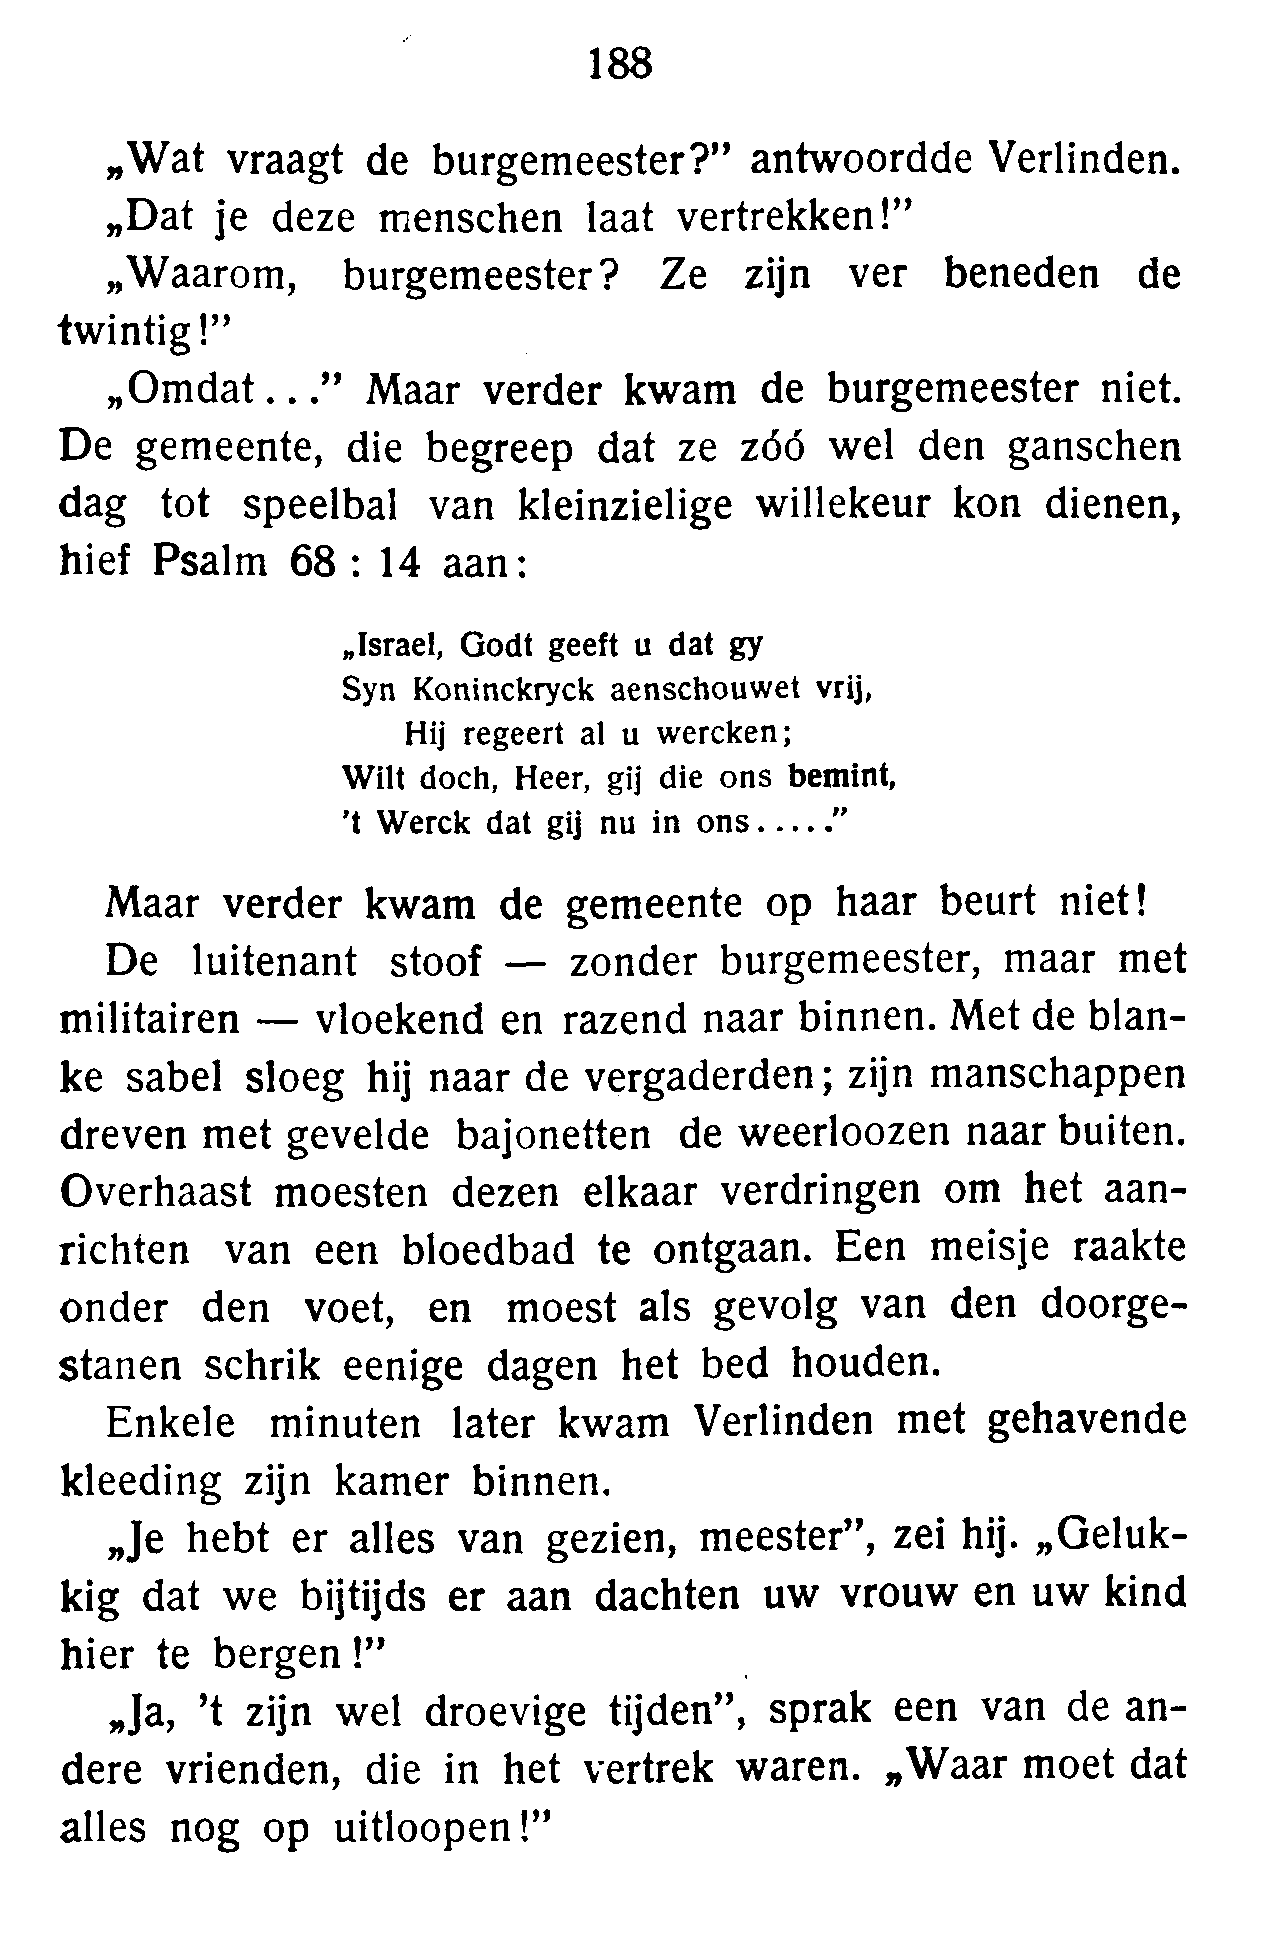 188
„Wat vraagt de burgemeester?” antwoordde Verlinden.
„Dat je deze menschen laat vertrekken!”
„Waarom, burgemeester? Ze zijn ver beneden de
twintig!”
„Omdat...” Maar verder kwam de burgemeester niet.
De gemeente, die begreep dat ze zóó wel den ganschen
dag tot speelbal van kleinzielige willekeur kon dienen,
hief Psalm 68 : 14 aan:
„Israel, Godt geeft u dat gy
Syn Koninckryck aenschouwet vrij,
Hij regeert al u wercken;
Wilt doch, Heer, gij die ons bemint,
’t Werck dat gij nu in ons.....”
Maar verder kwam de gemeente op haar beurt niet!
De luitenant stoof — zonder burgemeester, maar met
militairen — vloekend en razend naar binnen. Met de blan-
ke sabel sloeg hij naar de vergaderden; zijn manschappen
dreven met gevelde bajonetten de weerloozen naar buiten.
Overhaast moesten dezen elkaar verdringen om het aan-
richten van een bloedbad te ontgaan. Een meisje raakte
onder den voet, en moest als gevolg van den doorge-
stanen schrik eenige dagen het bed houden.
Enkele minuten later kwam Verlinden met gehavende
kleeding zijn kamer binnen.
„Je hebt er alles van gezien, meester”, zei hij. „Geluk-
kig dat we bijtijds er aan dachten uw vrouw en uw kind
hier te bergen!”
„Ja, ’t zijn wel droevige tijden”, sprak een van de an-
dere vrienden, die in het vertrek waren. „Waar moet dat
alles nog op uitloopen!”